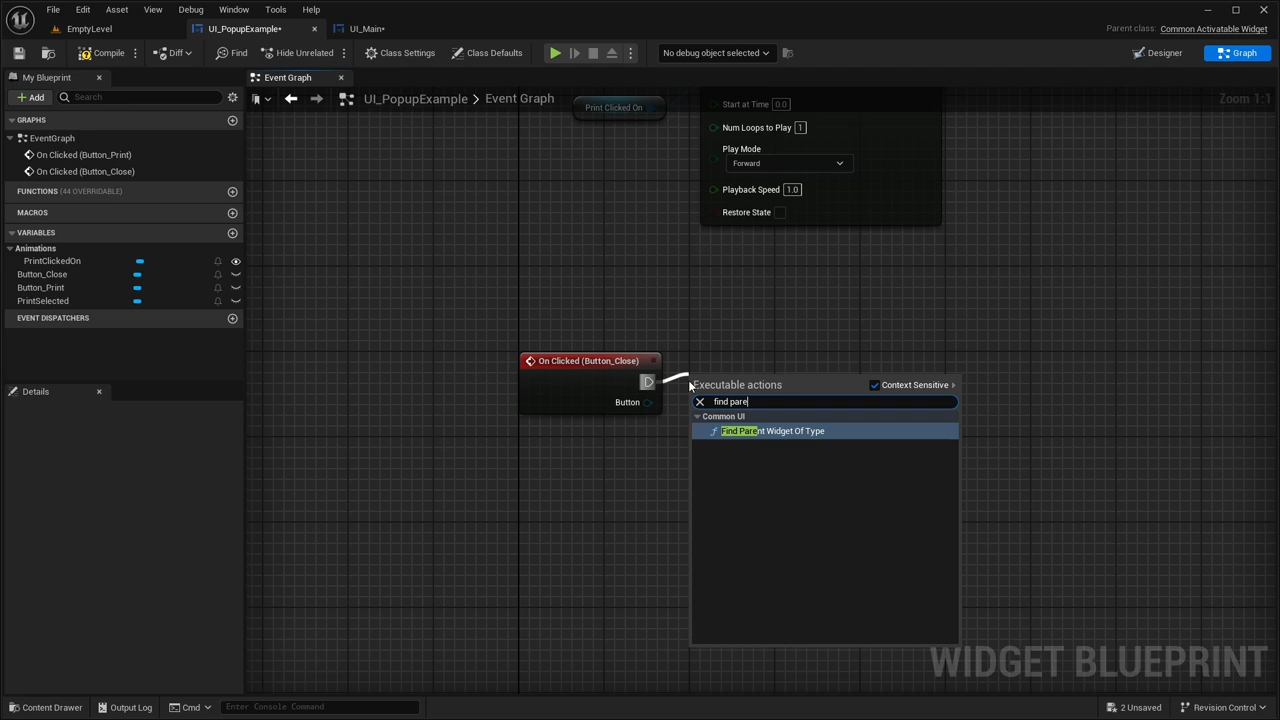 File Edit Asset View Debug Window Tools Help
EmptyLevel
UI_PopupExample*
UI_Main*
Parent class: Common Activatable Widget
Compile
Diff
Find
Hide Unrelated
Class Settings
Class Defaults
No debug object selected
Designer
Graph
My Blueprint
Event Graph
Add
Search
UI_PopupExample > Event Graph
Zoom 1:1
GRAPHS
EventGraph
On Clicked (Button_Print)
On Clicked (Button_Close)
FUNCTIONS (44 OVERRIDABLE)
MACROS
VARIABLES
Animations
PrintClickedOn
Button_Close
Button_Print
PrintSelected
EVENT DISPATCHERS
Details
Print Clicked On
Start at Time 0.0
Num Loops to Play 1
Play Mode
Forward
Playback Speed 1.0
Restore State
On Clicked (Button_Close)
Button
Executable actions
Context Sensitive
find pare
Common UI
Find Parent Widget Of Type
WIDGET BLUEPRINT
Content Drawer
Output Log
Cmd
Enter Console Command
2 Unsaved
Revision Control